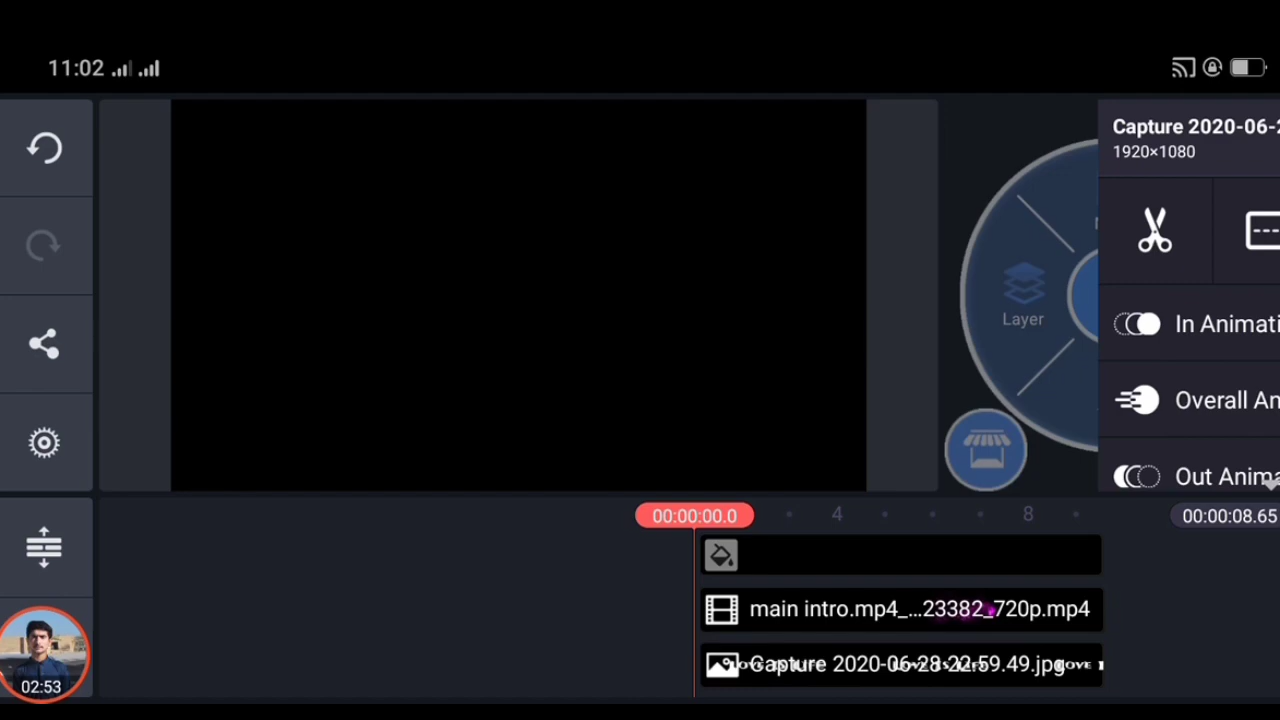 11:02
Capture 2020-06-2
1920×1080
Layer
In Animati
Overall An
Out Anima
00:00:00.0
4
8
00:00:08.65
main intro.mp4_...23382_720p.mp4
Capture 2020-06-28-22:59.49.jpg
02:53